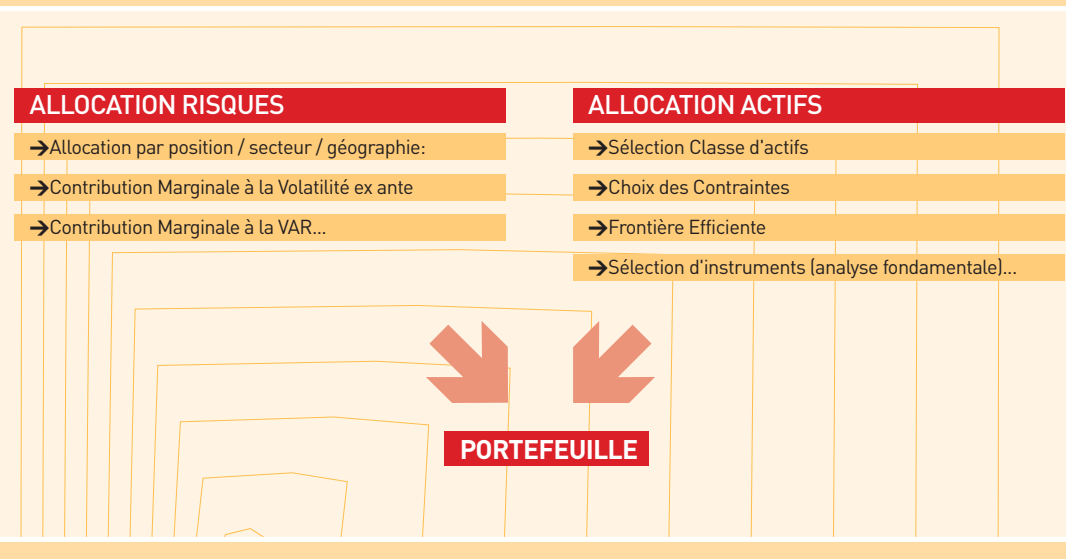 ALLOCATION RISQUES
➔Allocation par position / secteur / géographie:
➔Contribution Marginale à la Volatilité ex ante
➔Contribution Marginale à la VAR...
ALLOCATION ACTIFS
➔Sélection Classe d'actifs
➔Choix des Contraintes
➔Frontière Efficiente
➔Sélection d'instruments (analyse fondamentale)...
PORTEFEUILLE